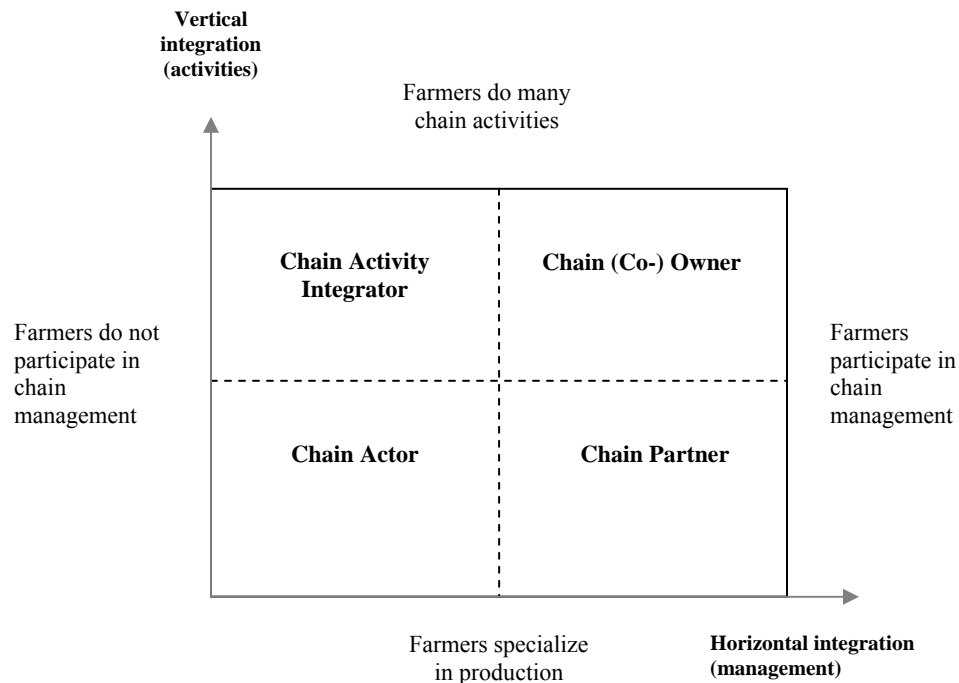 Vertical
integration
(activities)
Farmers do many
chain activities
Chain Activity
Integrator
Chain (Co-) Owner
Farmers do not
participate in
chain
management
Farmers
participate in
chain
management
Chain Actor
Chain Partner
Farmers specialize
in production
Horizontal integration
(management)